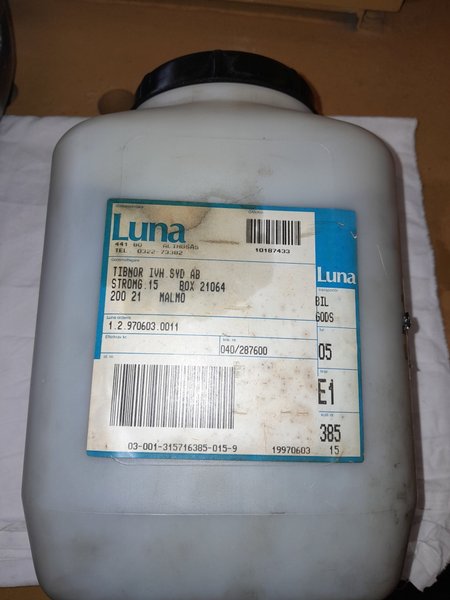 Luna
441 00 ALINGSÅS
TEL 0322-73382
10187433
Luna
TIBNOR IVH SYD AB
STROMG 15 BOX 21064
200 21 MALMÖ
BIL
GODS
1.2.970603.0011
040/287600
05
E1
385
15
03-001-315716385-015-9
19970603